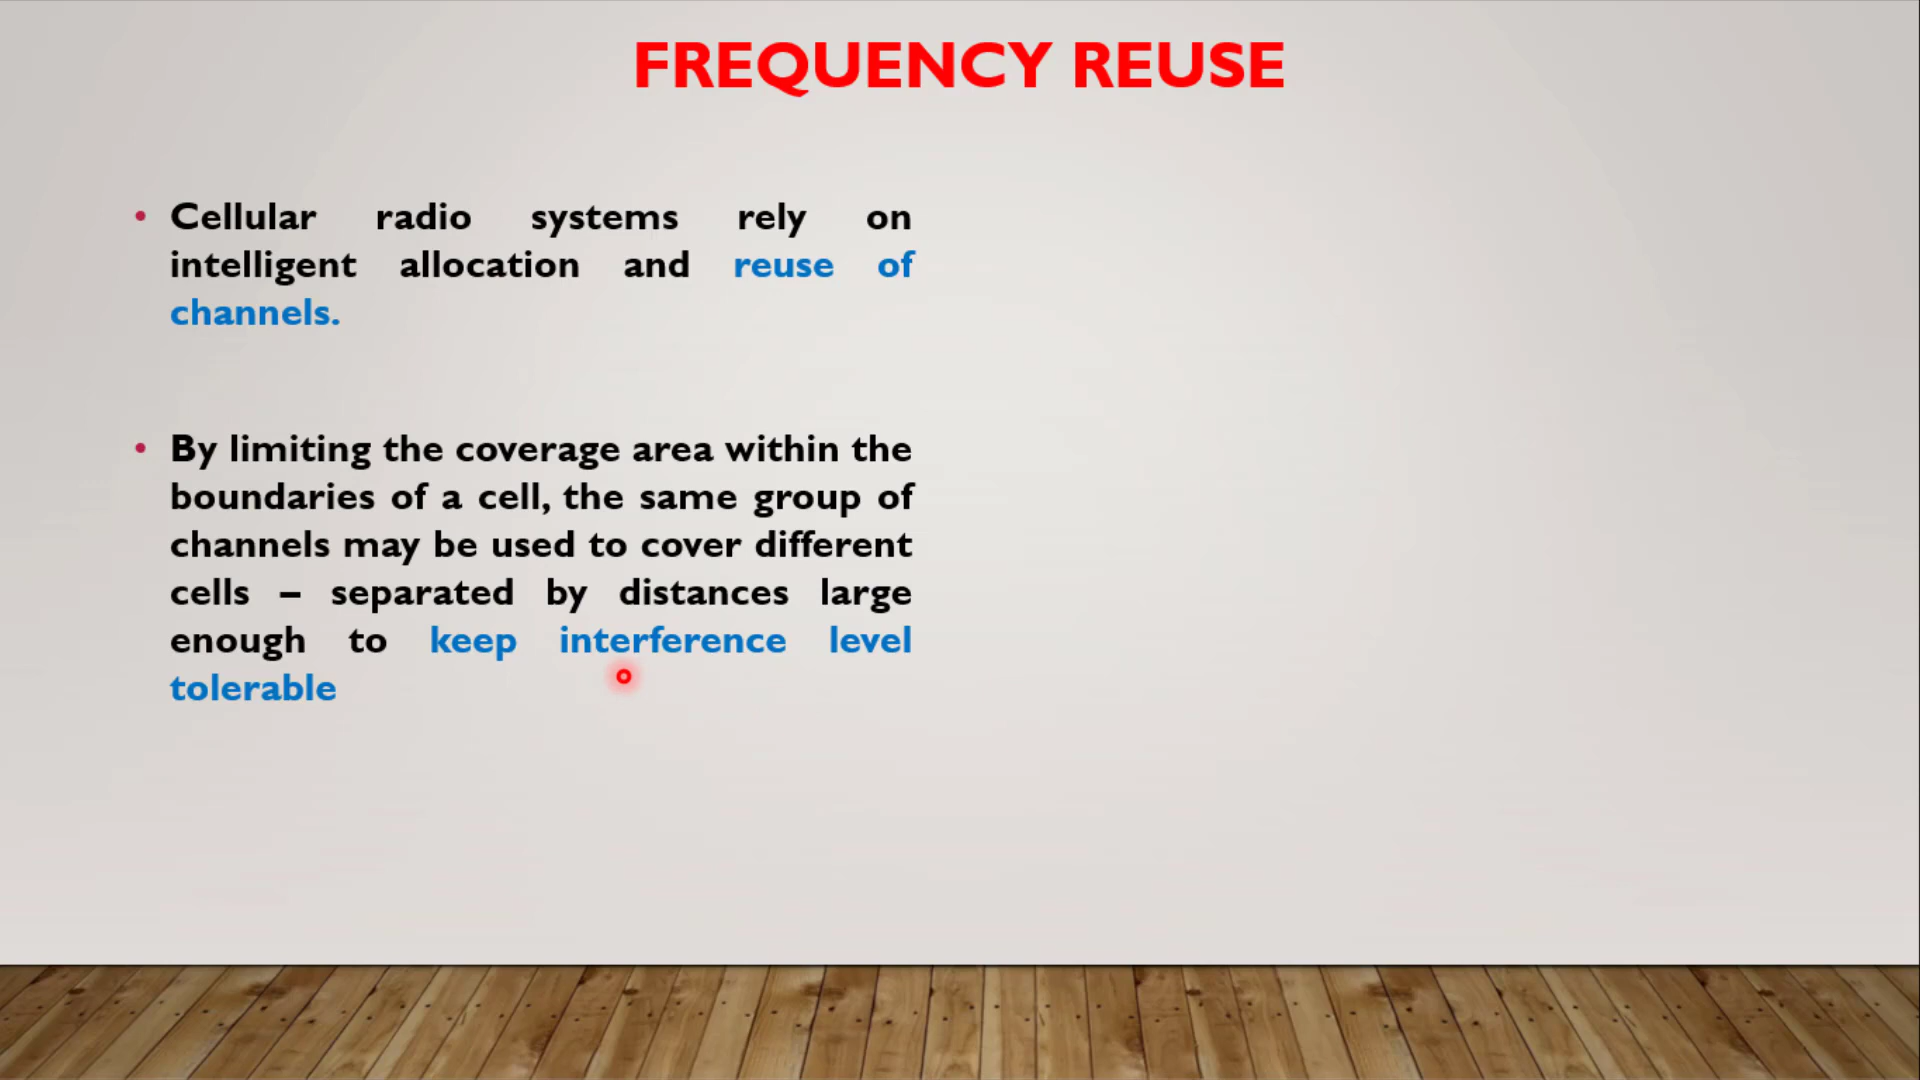 FREQUENCY REUSE
• Cellular radio systems rely on
intelligent allocation and reuse of
channels.
• By limiting the coverage area within the
boundaries of a cell, the same group of
channels may be used to cover different
cells – separated by distances large
enough to keep interference level
tolerable